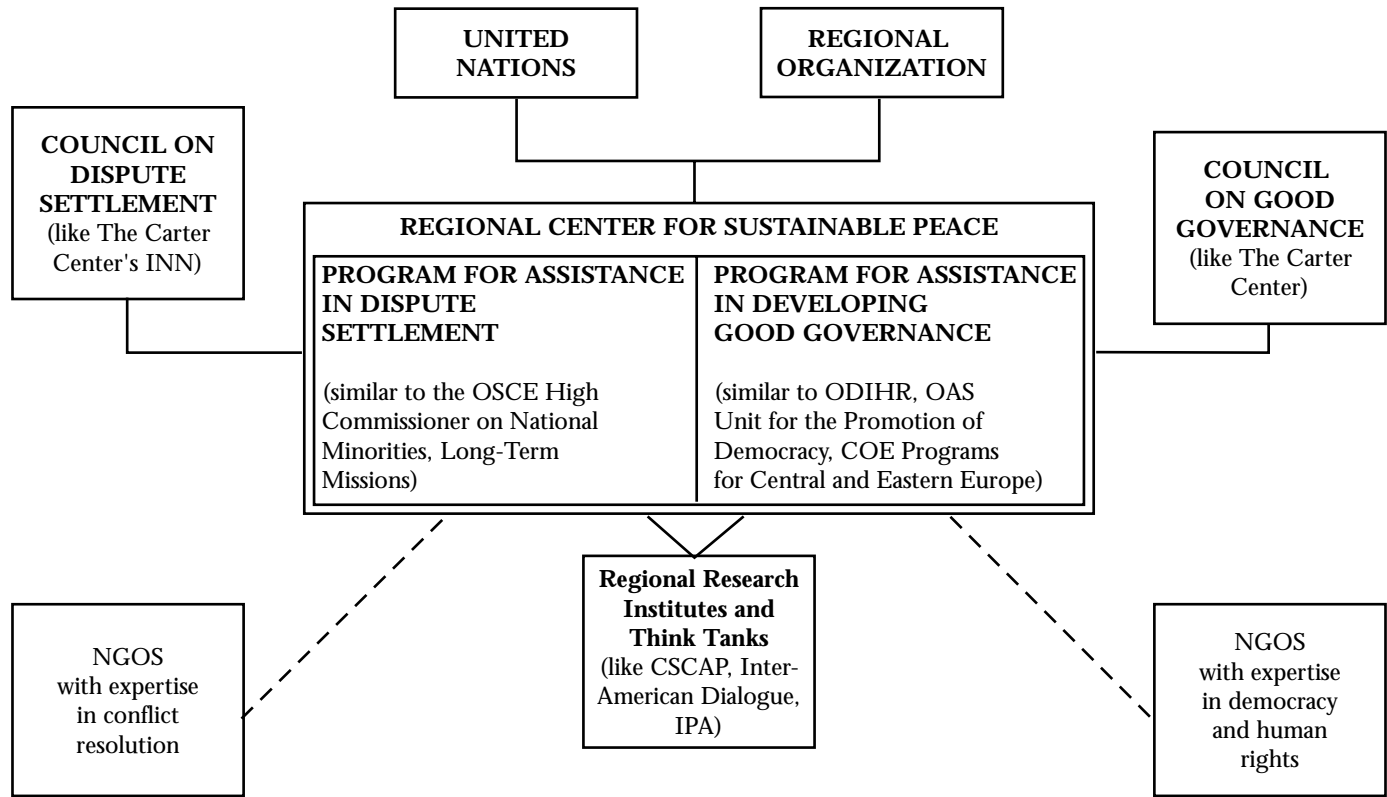 UNITED
NATIONS
REGIONAL
ORGANIZATION
COUNCIL ON
DISPUTE
SETTLEMENT
(like The Carter
Center's INN)
COUNCIL
ON GOOD
GOVERNANCE
(like The Carter
Center)
REGIONAL CENTER FOR SUSTAINABLE PEACE
PROGRAM FOR ASSISTANCE
IN DISPUTE
SETTLEMENT
(similar to the OSCE High
Commissioner on National
Minorities, Long-Term
Missions)
PROGRAM FOR ASSISTANCE
IN DEVELOPING
GOOD GOVERNANCE
(similar to ODIHR, OAS
Unit for the Promotion of
Democracy, COE Programs
for Central and Eastern Europe)
Regional Research
Institutes and
Think Tanks
(like CSCAP, Inter-
American Dialogue,
IPA)
NGOS
with expertise
in conflict
resolution
NGOS
with expertise
in democracy
and human
rights